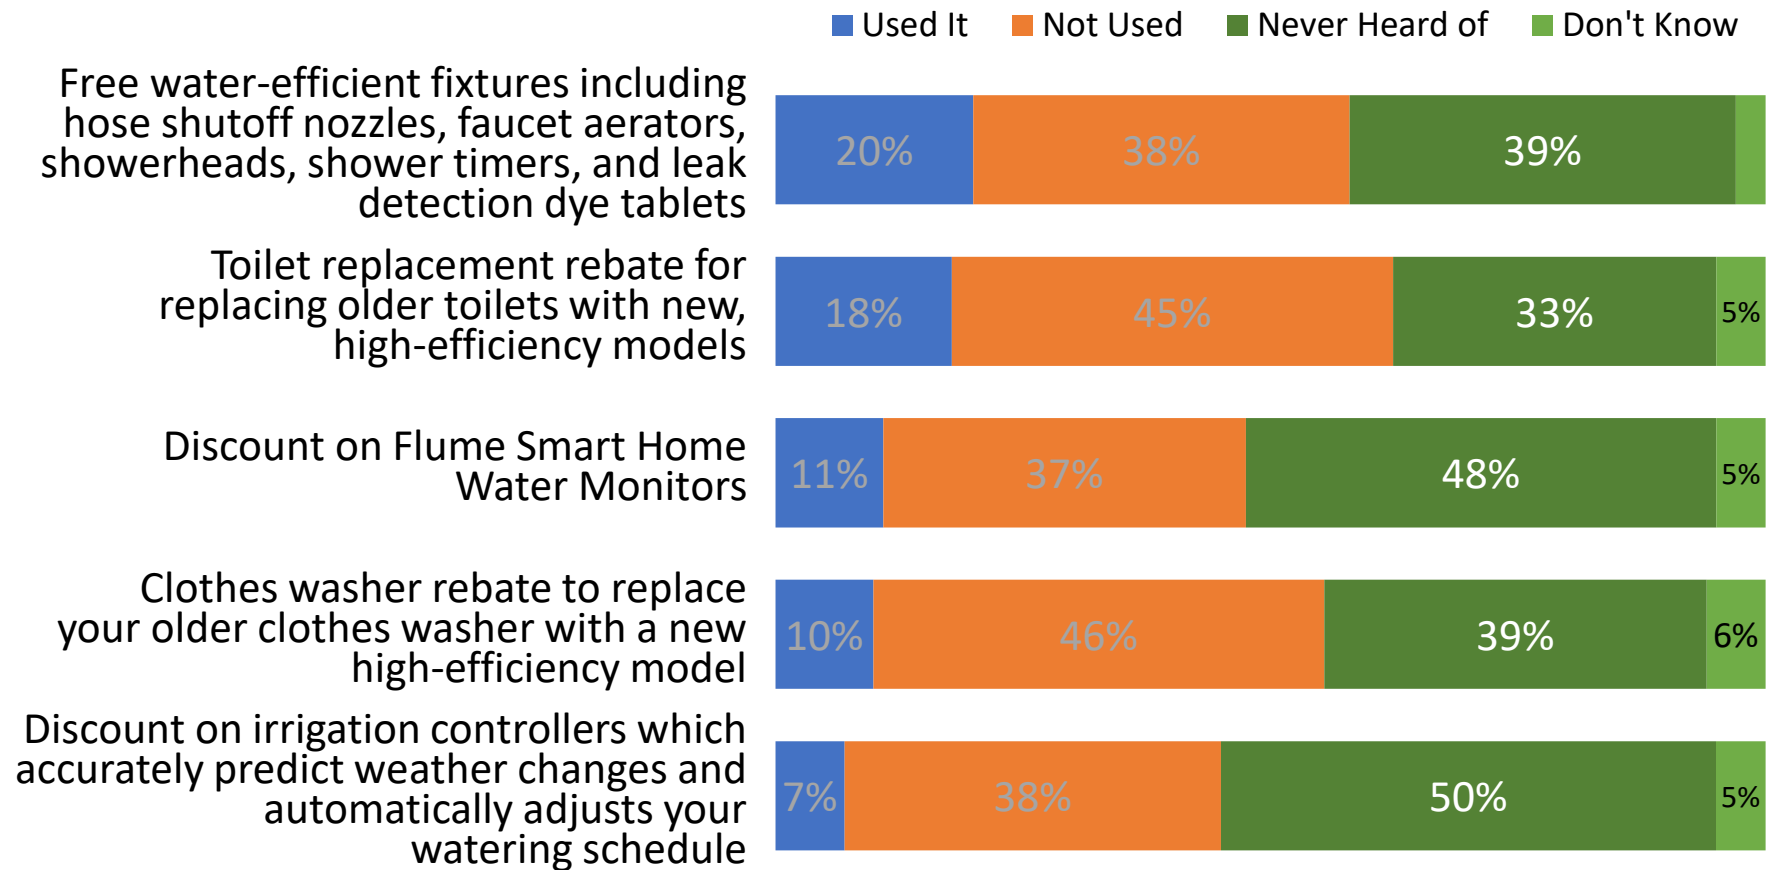 Used It Not Used Never Heard of Don't Know
Free water-efficient fixtures including
hose shutoff nozzles, faucet aerators,
showerheads, shower timers, and leak
detection dye tablets
20% 38% 39%
Toilet replacement rebate for
replacing older toilets with new,
high-efficiency models
18% 45% 33% 5%
Discount on Flume Smart Home
Water Monitors
11% 37% 48% 5%
Clothes washer rebate to replace
your older clothes washer with a new
high-efficiency model
10% 46% 39% 6%
Discount on irrigation controllers which
accurately predict weather changes and
automatically adjusts your
watering schedule
7% 38% 50% 5%